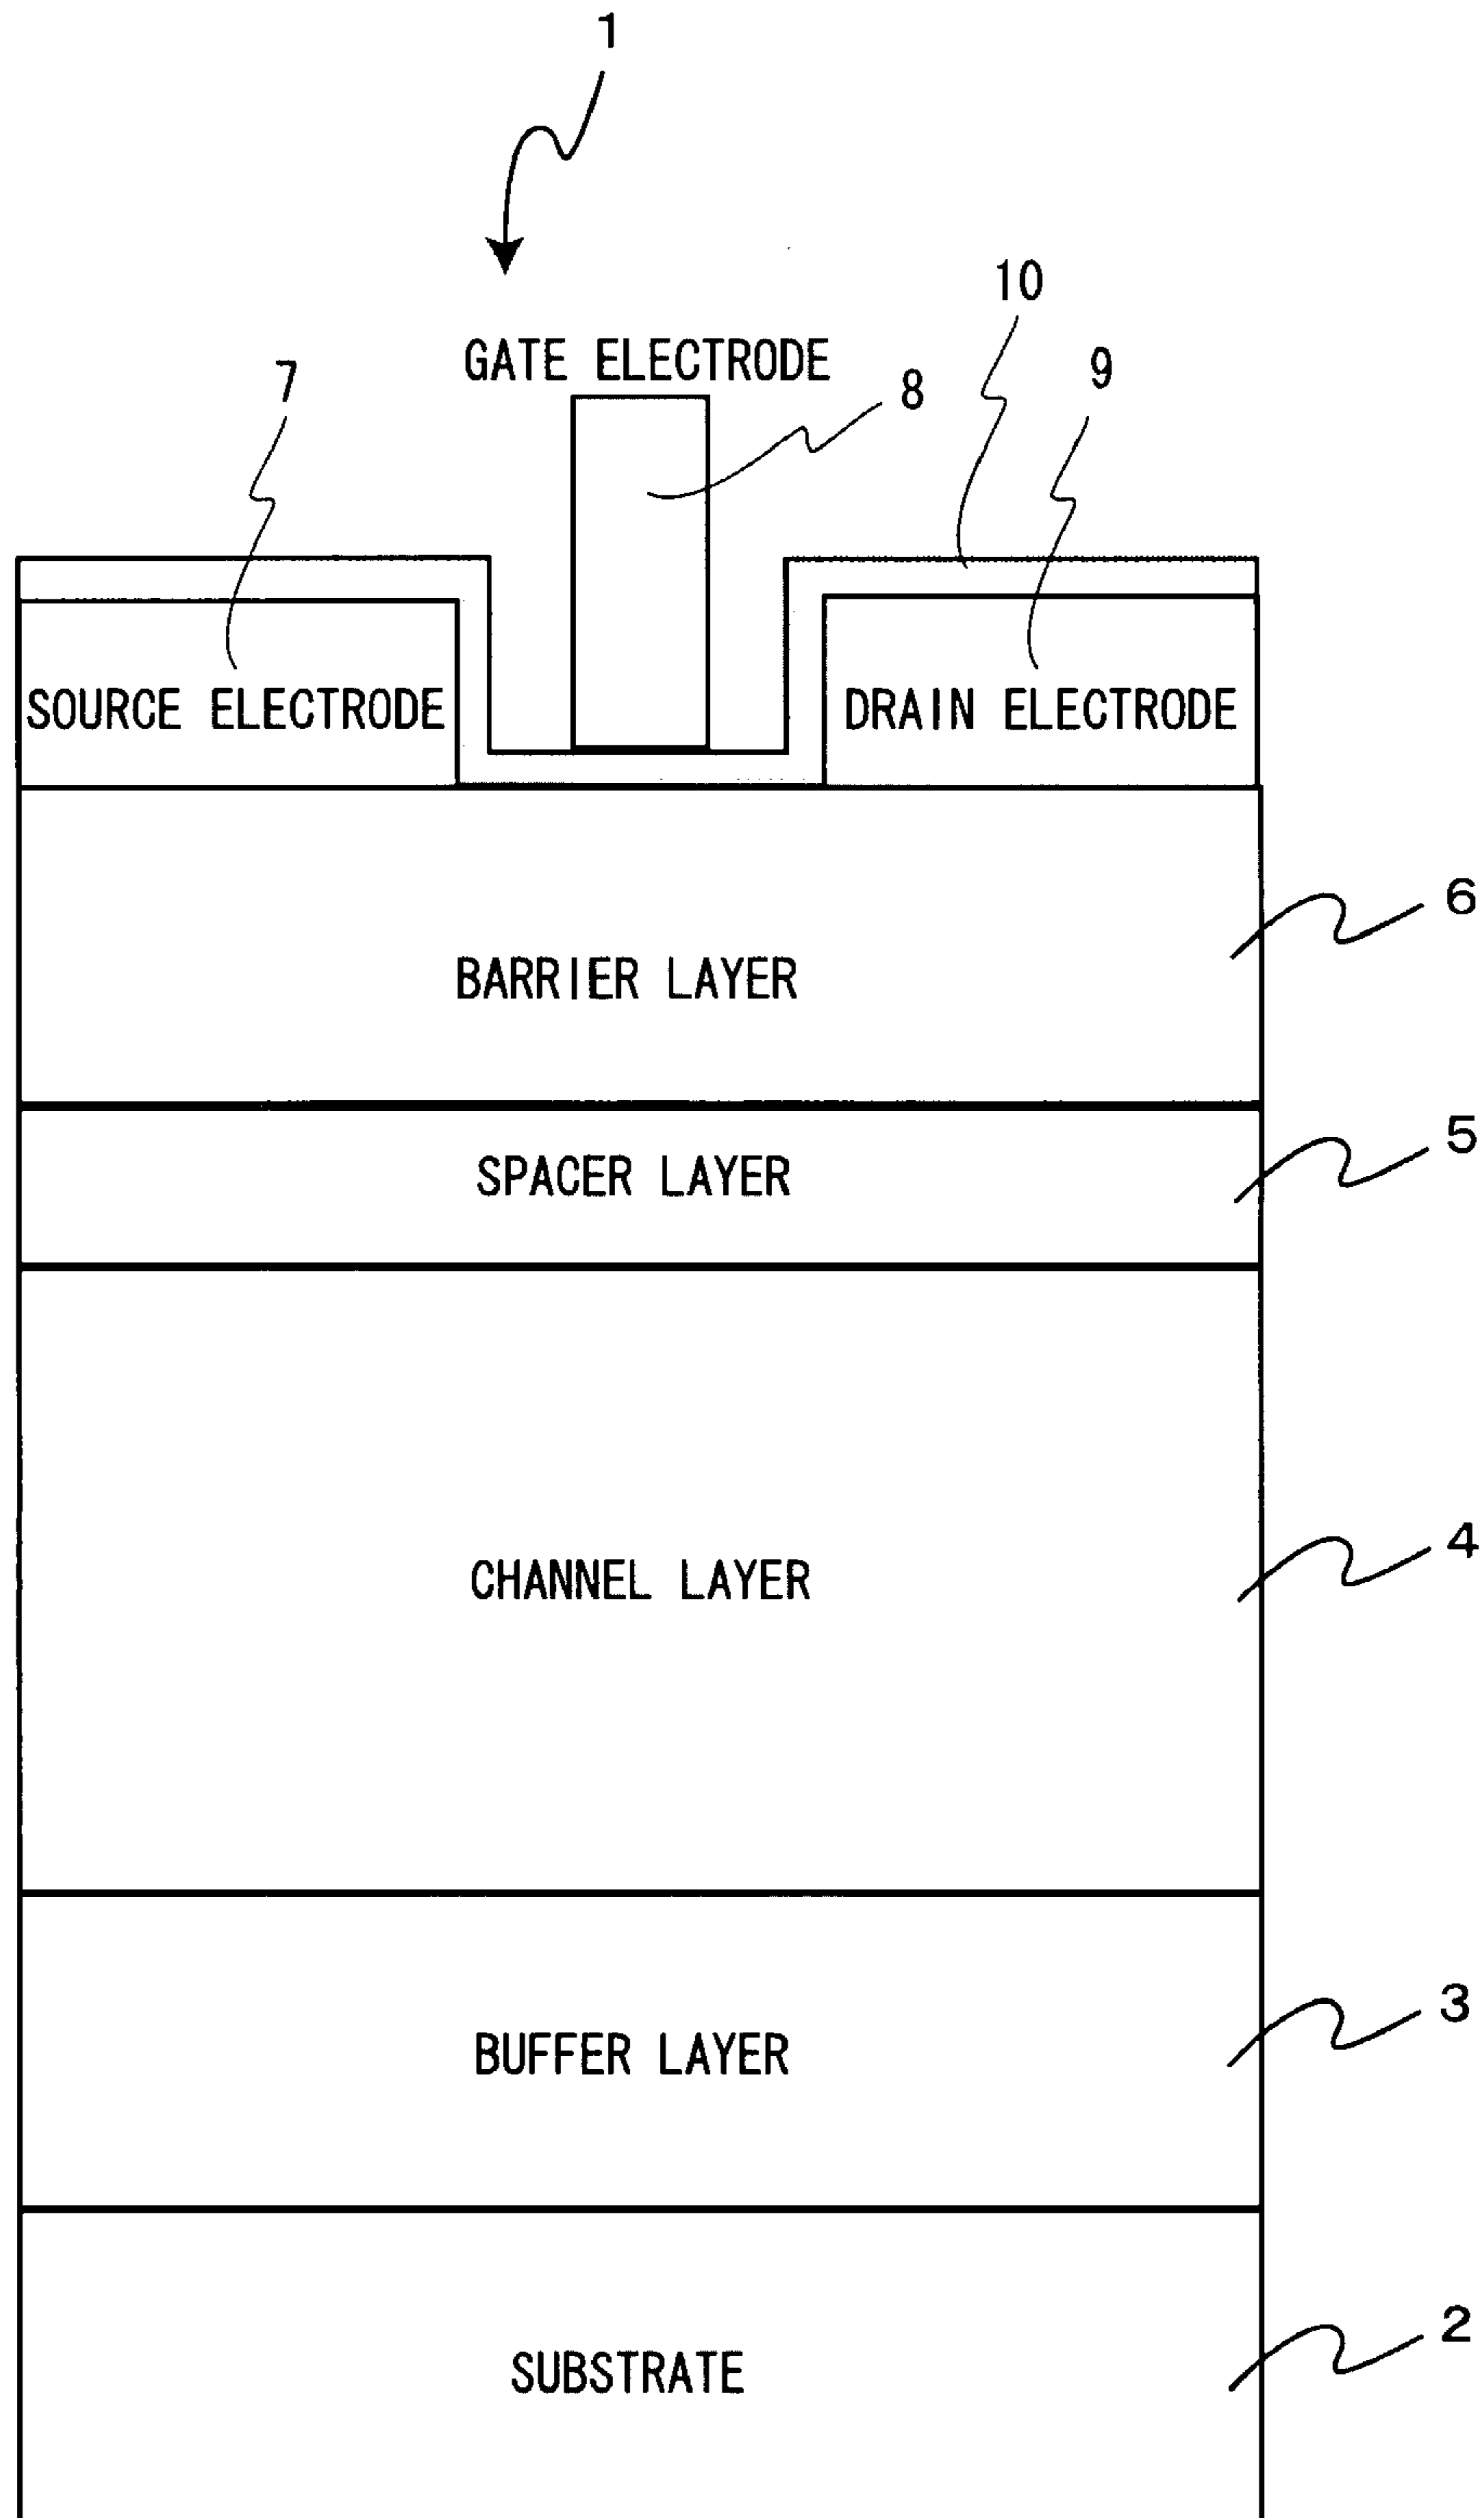 1
10
GATE ELECTRODE
7
8
9
SOURCE ELECTRODE
DRAIN ELECTRODE
6
BARRIER LAYER
5
SPACER LAYER
4
CHANNEL LAYER
3
BUFFER LAYER
2
SUBSTRATE